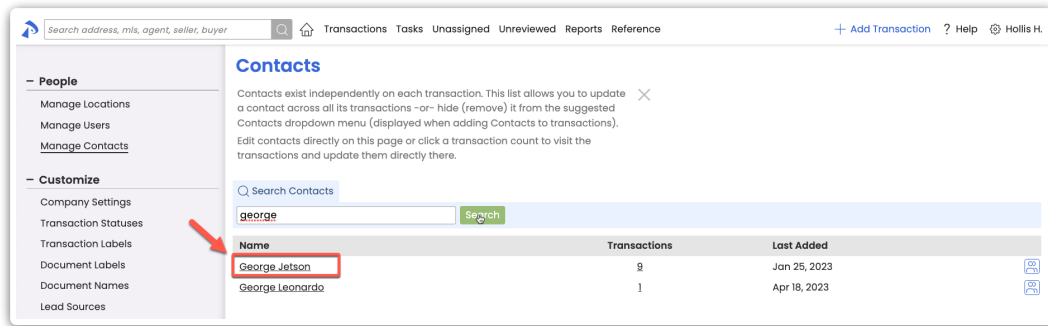 Search address, mls, agent, seller, buyer
Transactions Tasks Unassigned Unreviewed Reports Reference
+ Add Transaction ? Help Hollis H.
– People
Manage Locations
Manage Users
Manage Contacts
– Customize
Company Settings
Transaction Statuses
Transaction Labels
Document Labels
Document Names
Lead Sources
Contacts
Contacts exist independently on each transaction. This list allows you to update
a contact across all its transactions -or- hide (remove) it from the suggested
Contacts dropdown menu (displayed when adding Contacts to transactions).
Edit contacts directly on this page or click a transaction count to visit the
transactions and update them directly there.
Search Contacts
george Search
Name Transactions Last Added
George Jetson 9 Jan 25, 2023
George Leonardo 1 Apr 18, 2023